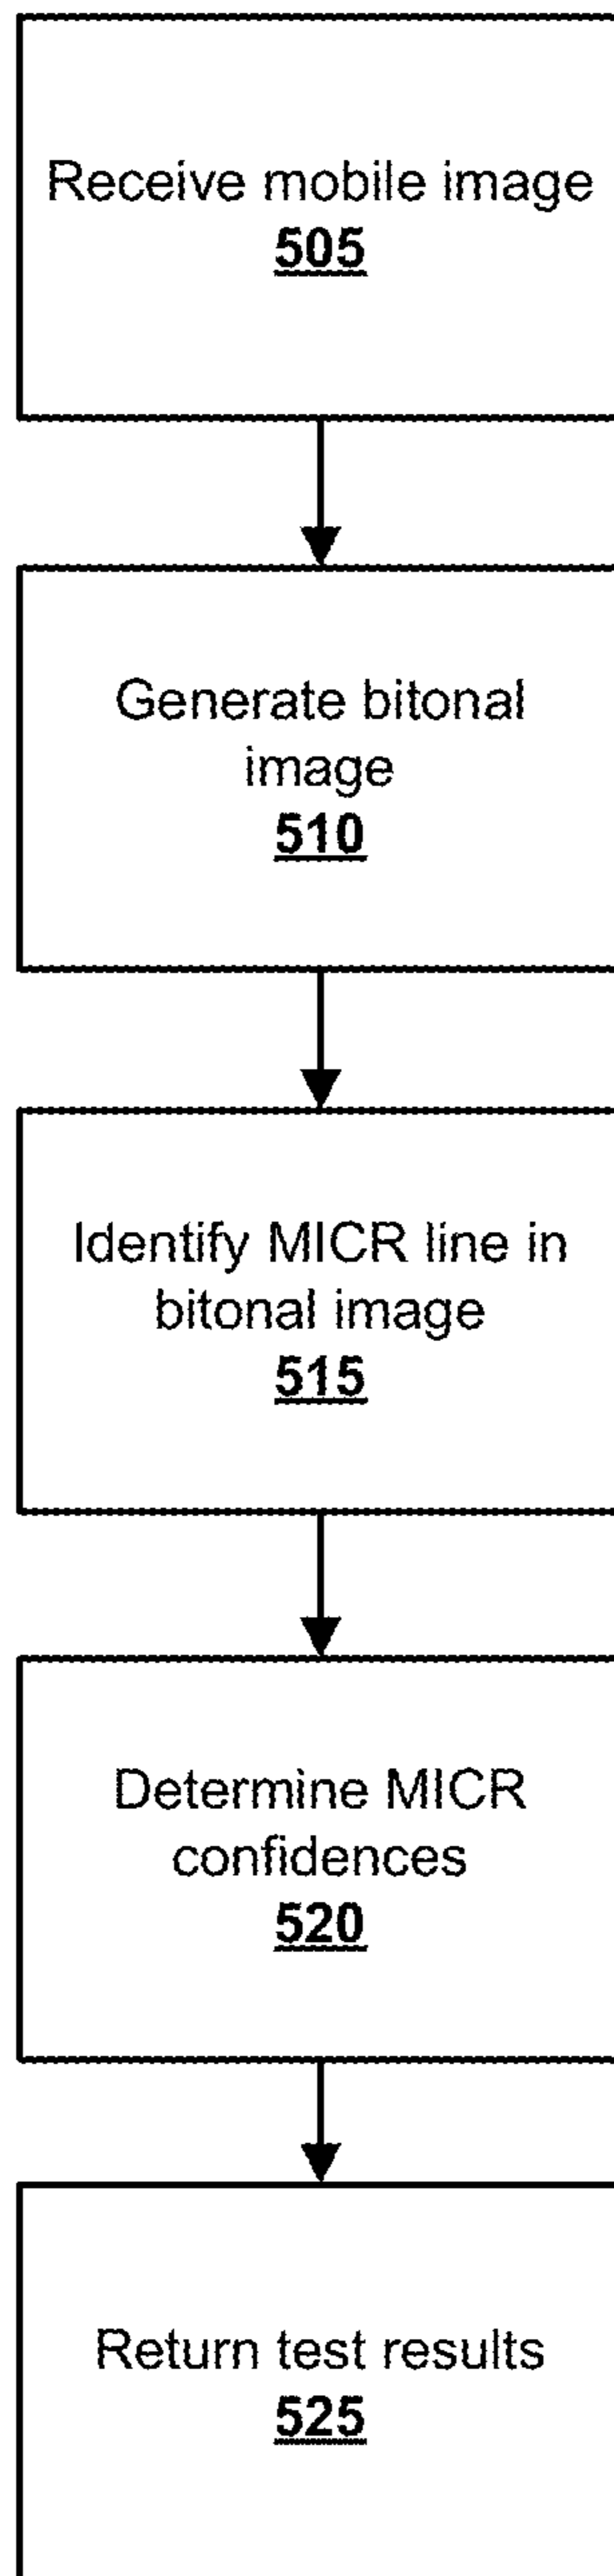 Receive mobile image
505
Generate bitonal
image
510
Identify MICR line in
bitonal image
515
Determine MICR
confidences
520
Return test results
525